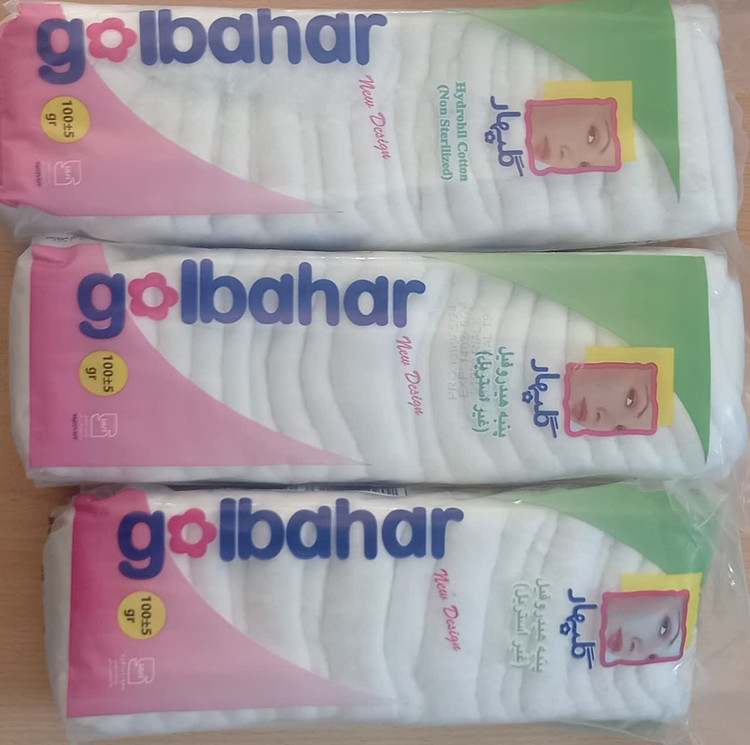 golbahar
New Design
100±5
gr
Hydrohil Cotton
(Non Sterilized)
گلبهار
golbahar
New Design
100±5
gr
پنبه هیدروفیل
(غیر استریل)
گلبهار
golbahar
New Design
100±5
gr
پنبه هیدروفیل
(غیر استریل)
گلبهار